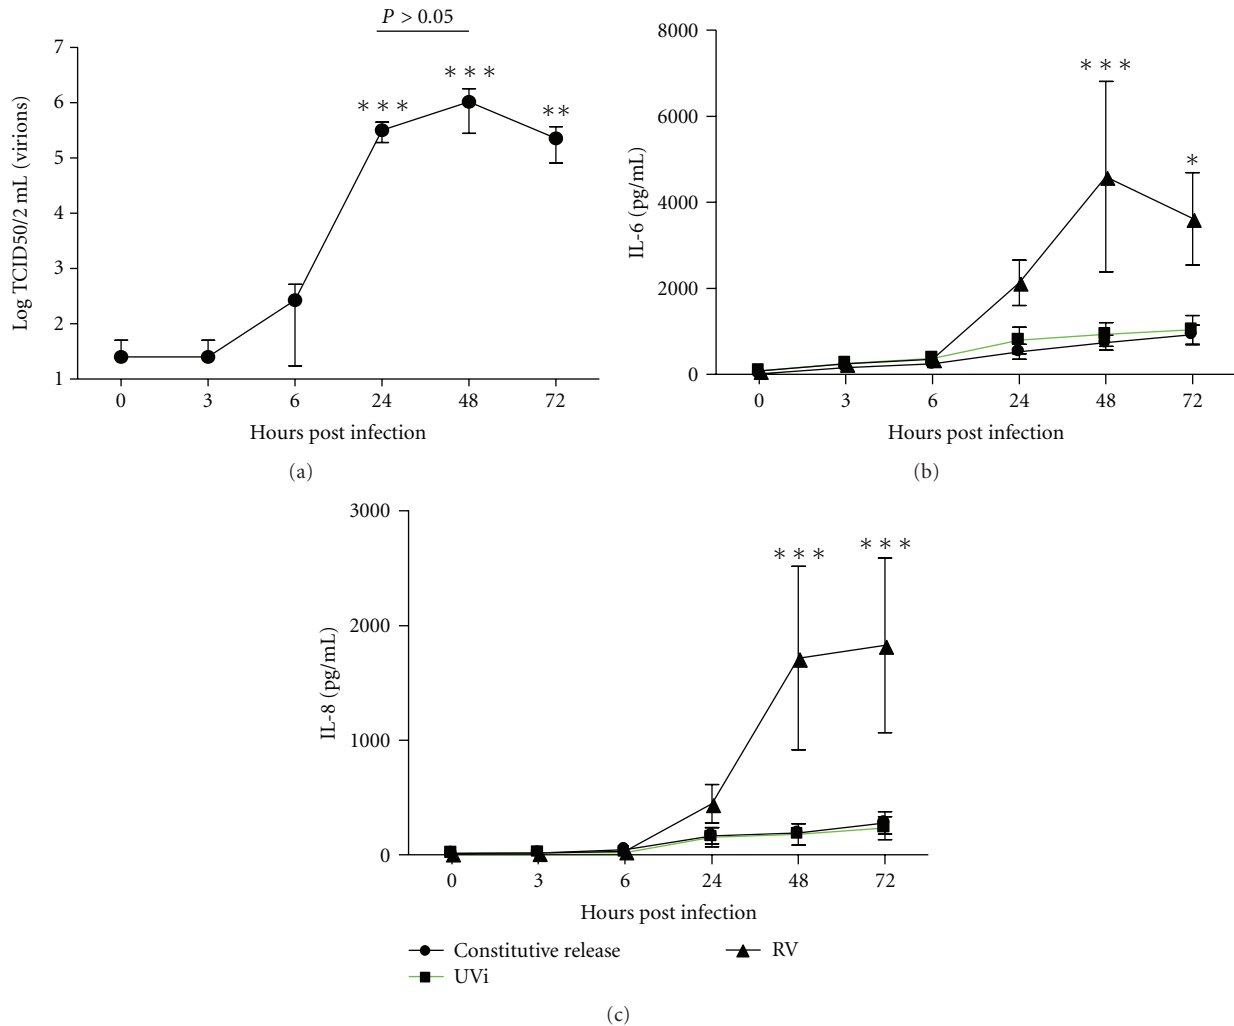 P > 0.05
Log TCID50/2 mL (virions)
7
6
5
4
3
2
1
∗∗∗
∗∗∗
∗∗
0 3 6 24 48 72
Hours post infection
(a)
IL-6 (pg/mL)
8000
6000
4000
2000
0
∗∗∗
∗
0 3 6 24 48 72
Hours post infection
(b)
IL-8 (pg/mL)
3000
2000
1000
0
∗∗∗ ∗∗∗
0 3 6 24 48 72
Hours post infection
Constitutive release
UVi
RV
(c)